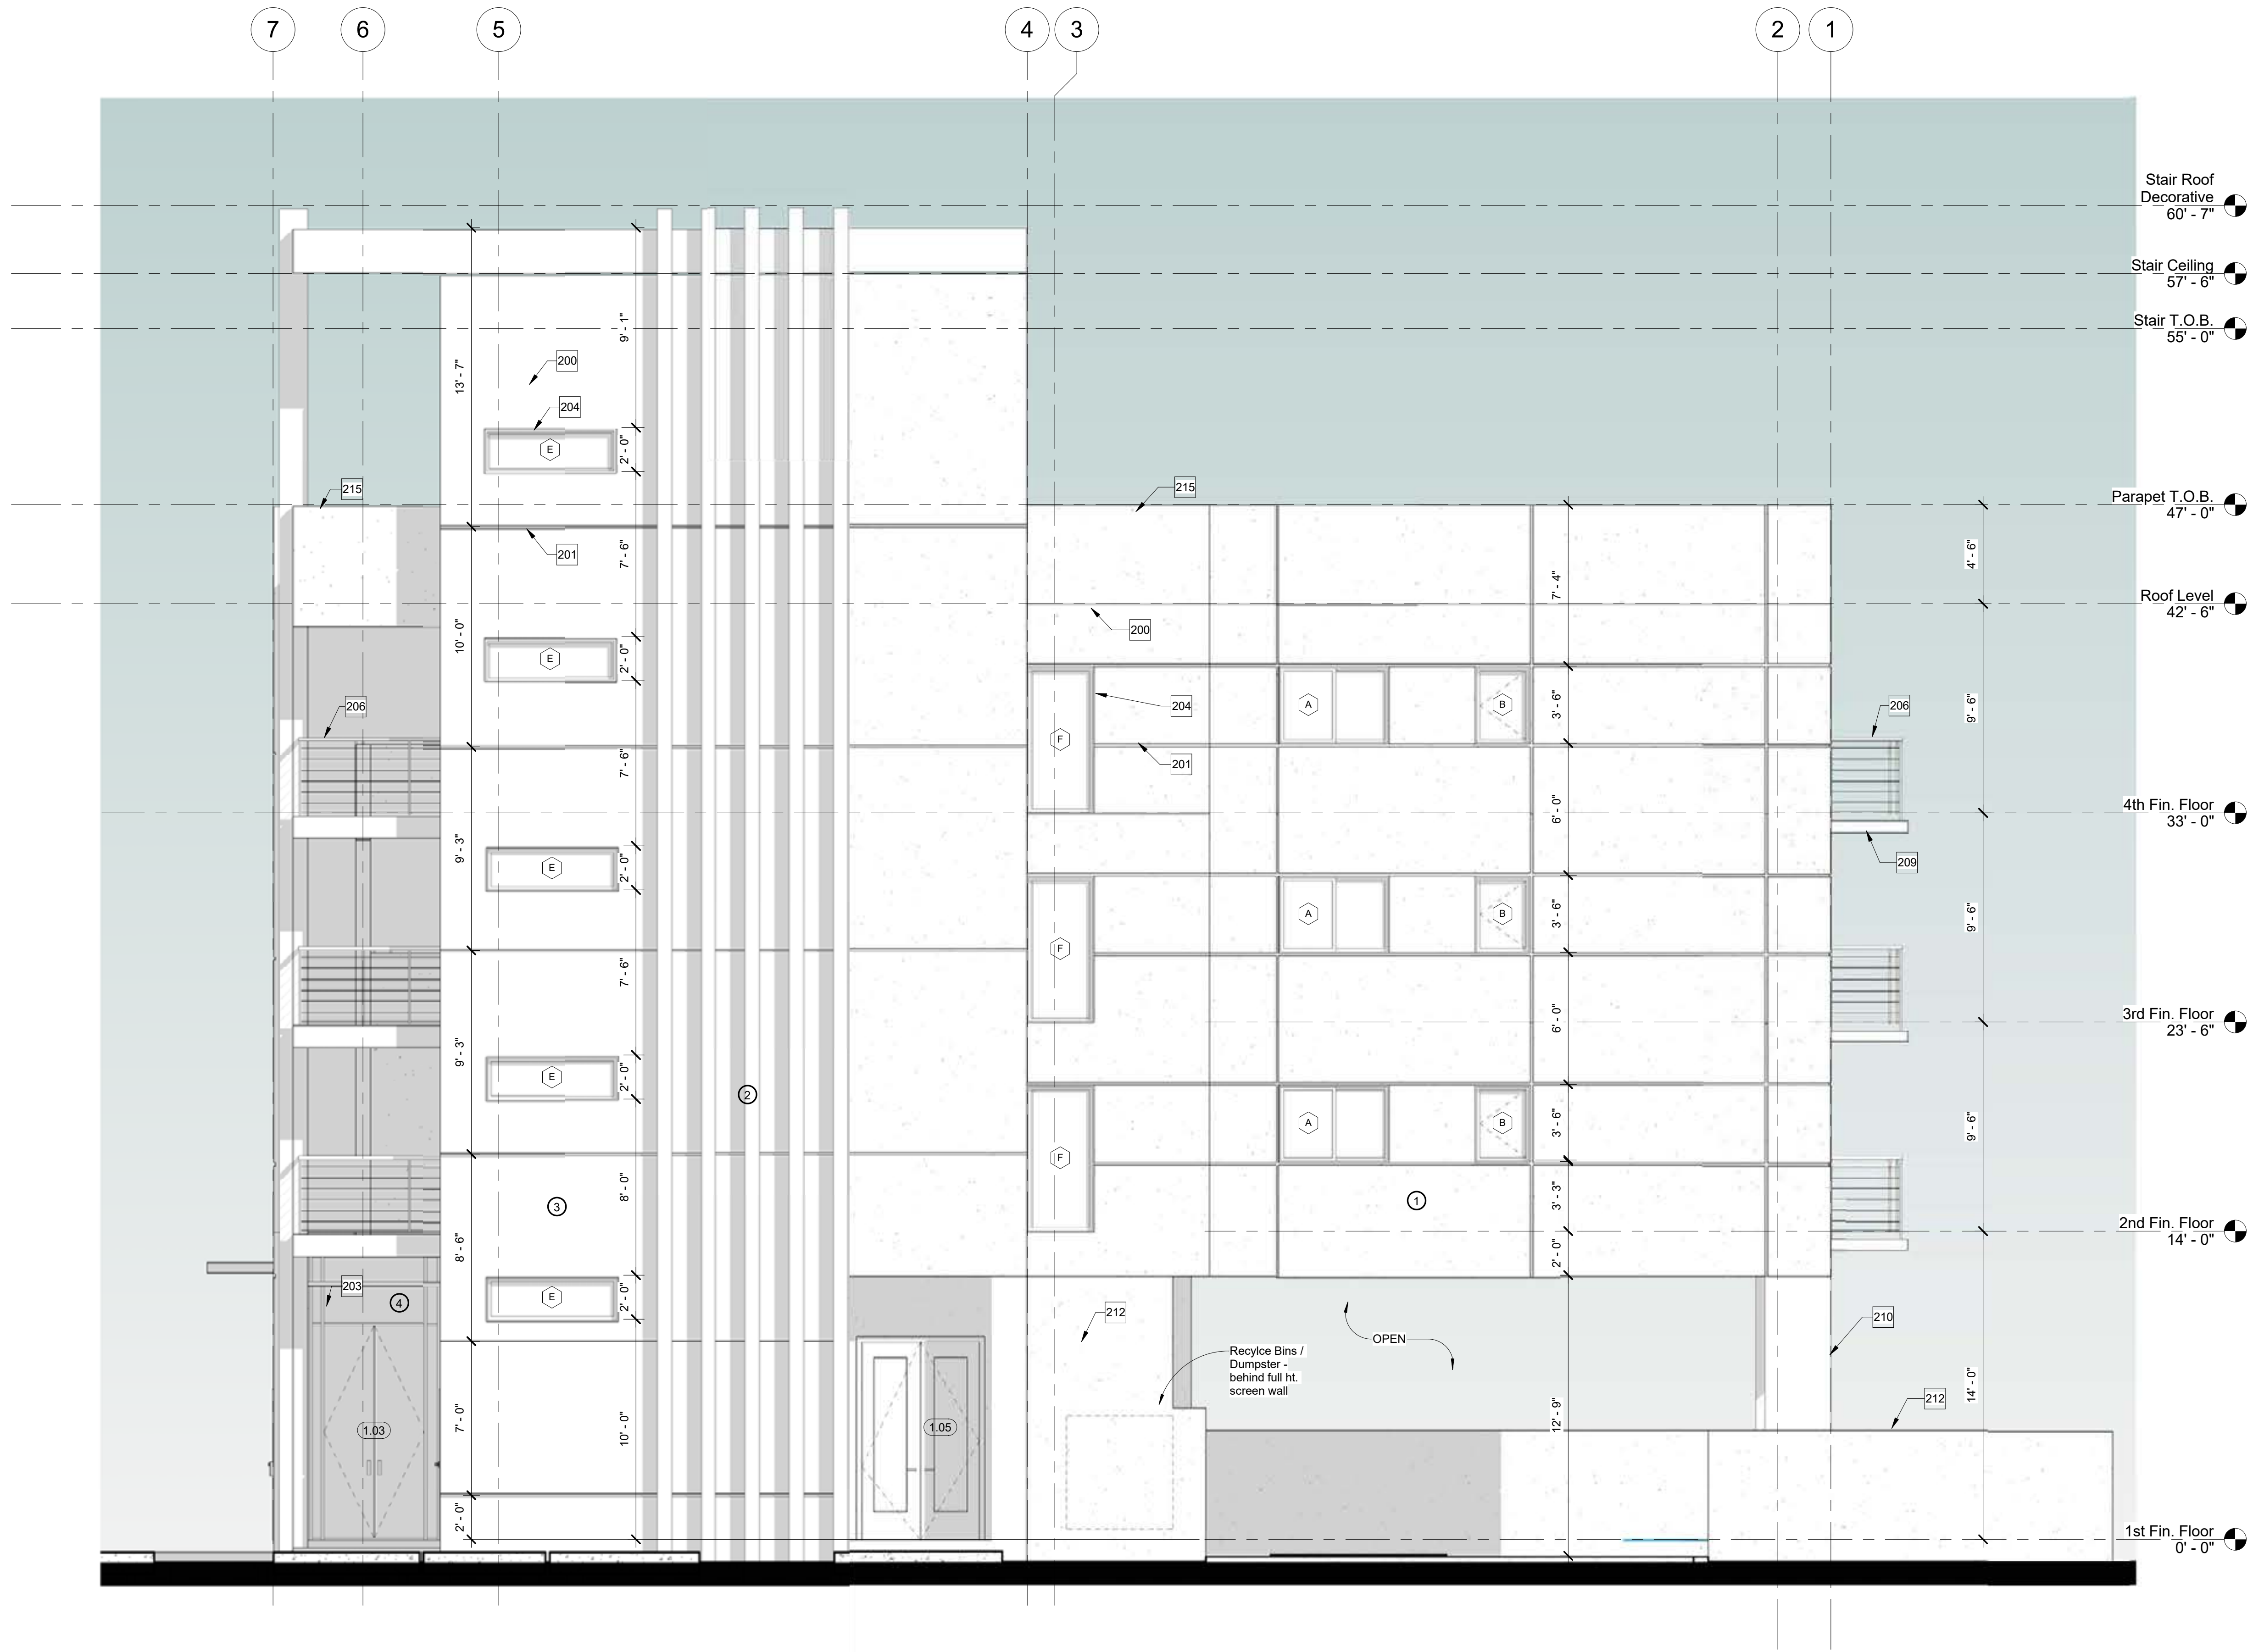 7
6
5
4
3
2
1
Stair Roof
Decorative
60' - 7"
Stair Ceiling
57' - 6"
Stair T.O.B.
55' - 0"
Parapet T.O.B.
47' - 0"
Roof Level
42' - 6"
4th Fin. Floor
33' - 0"
3rd Fin. Floor
23' - 6"
2nd Fin. Floor
14' - 0"
1st Fin. Floor
0' - 0"
215
206
203
4
1.03
13' - 7"
10' - 0"
9' - 3"
9' - 3"
8' - 6"
7' - 0"
2' - 0"
200
204
E
201
E
E
E
3
E
9' - 1"
2' - 0"
7' - 6"
2' - 0"
7' - 6"
2' - 0"
7' - 6"
2' - 0"
8' - 0"
2' - 0"
10' - 0"
2
1.05
215
200
204
F
201
F
F
A
B
A
B
A
B
1
212
Recylce Bins /
Dumpster -
behind full ht.
screen wall
OPEN
7' - 4"
3' - 6"
6' - 0"
3' - 6"
6' - 0"
3' - 6"
3' - 3"
2' - 0"
12' - 9"
206
209
210
212
4' - 6"
9' - 6"
9' - 6"
9' - 6"
14' - 0"